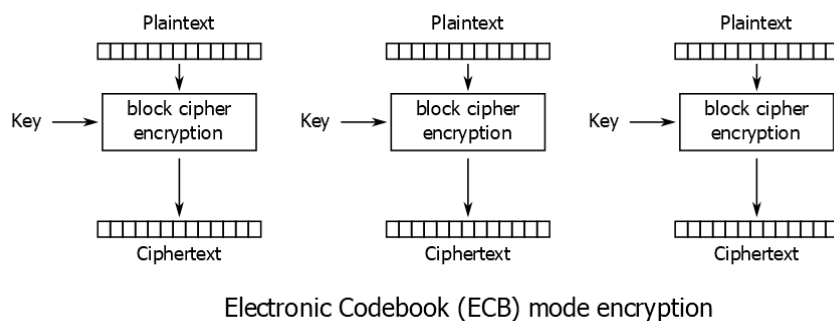 Plaintext
Plaintext
Plaintext
Key
block cipher
encryption
Key
block cipher
encryption
Key
block cipher
encryption
Ciphertext
Ciphertext
Ciphertext
Electronic Codebook (ECB) mode encryption